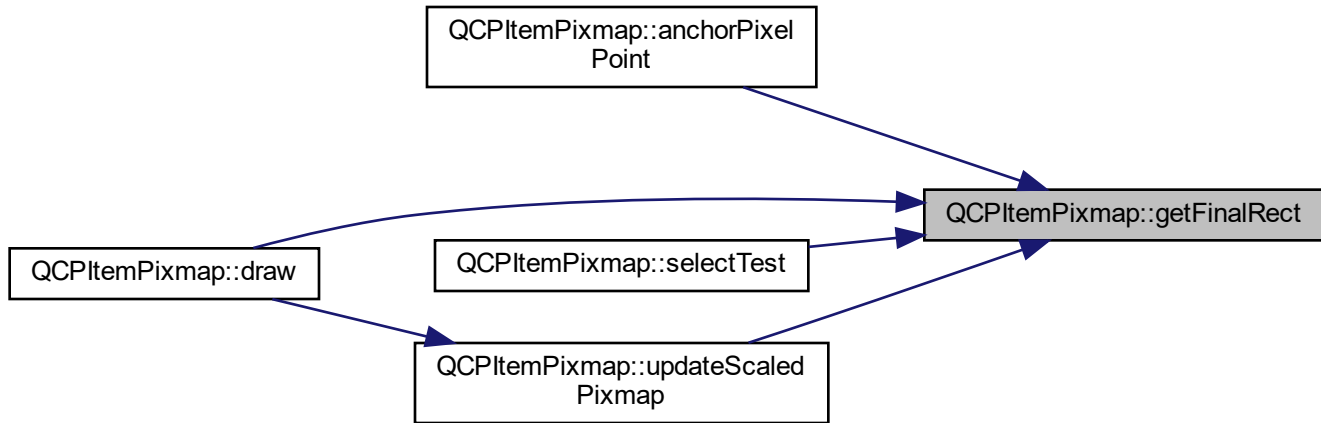 QCPItemPixmap::anchorPixel
Point
QCPItemPixmap::getFinalRect
QCPItemPixmap::draw
QCPItemPixmap::selectTest
QCPItemPixmap::updateScaled
Pixmap